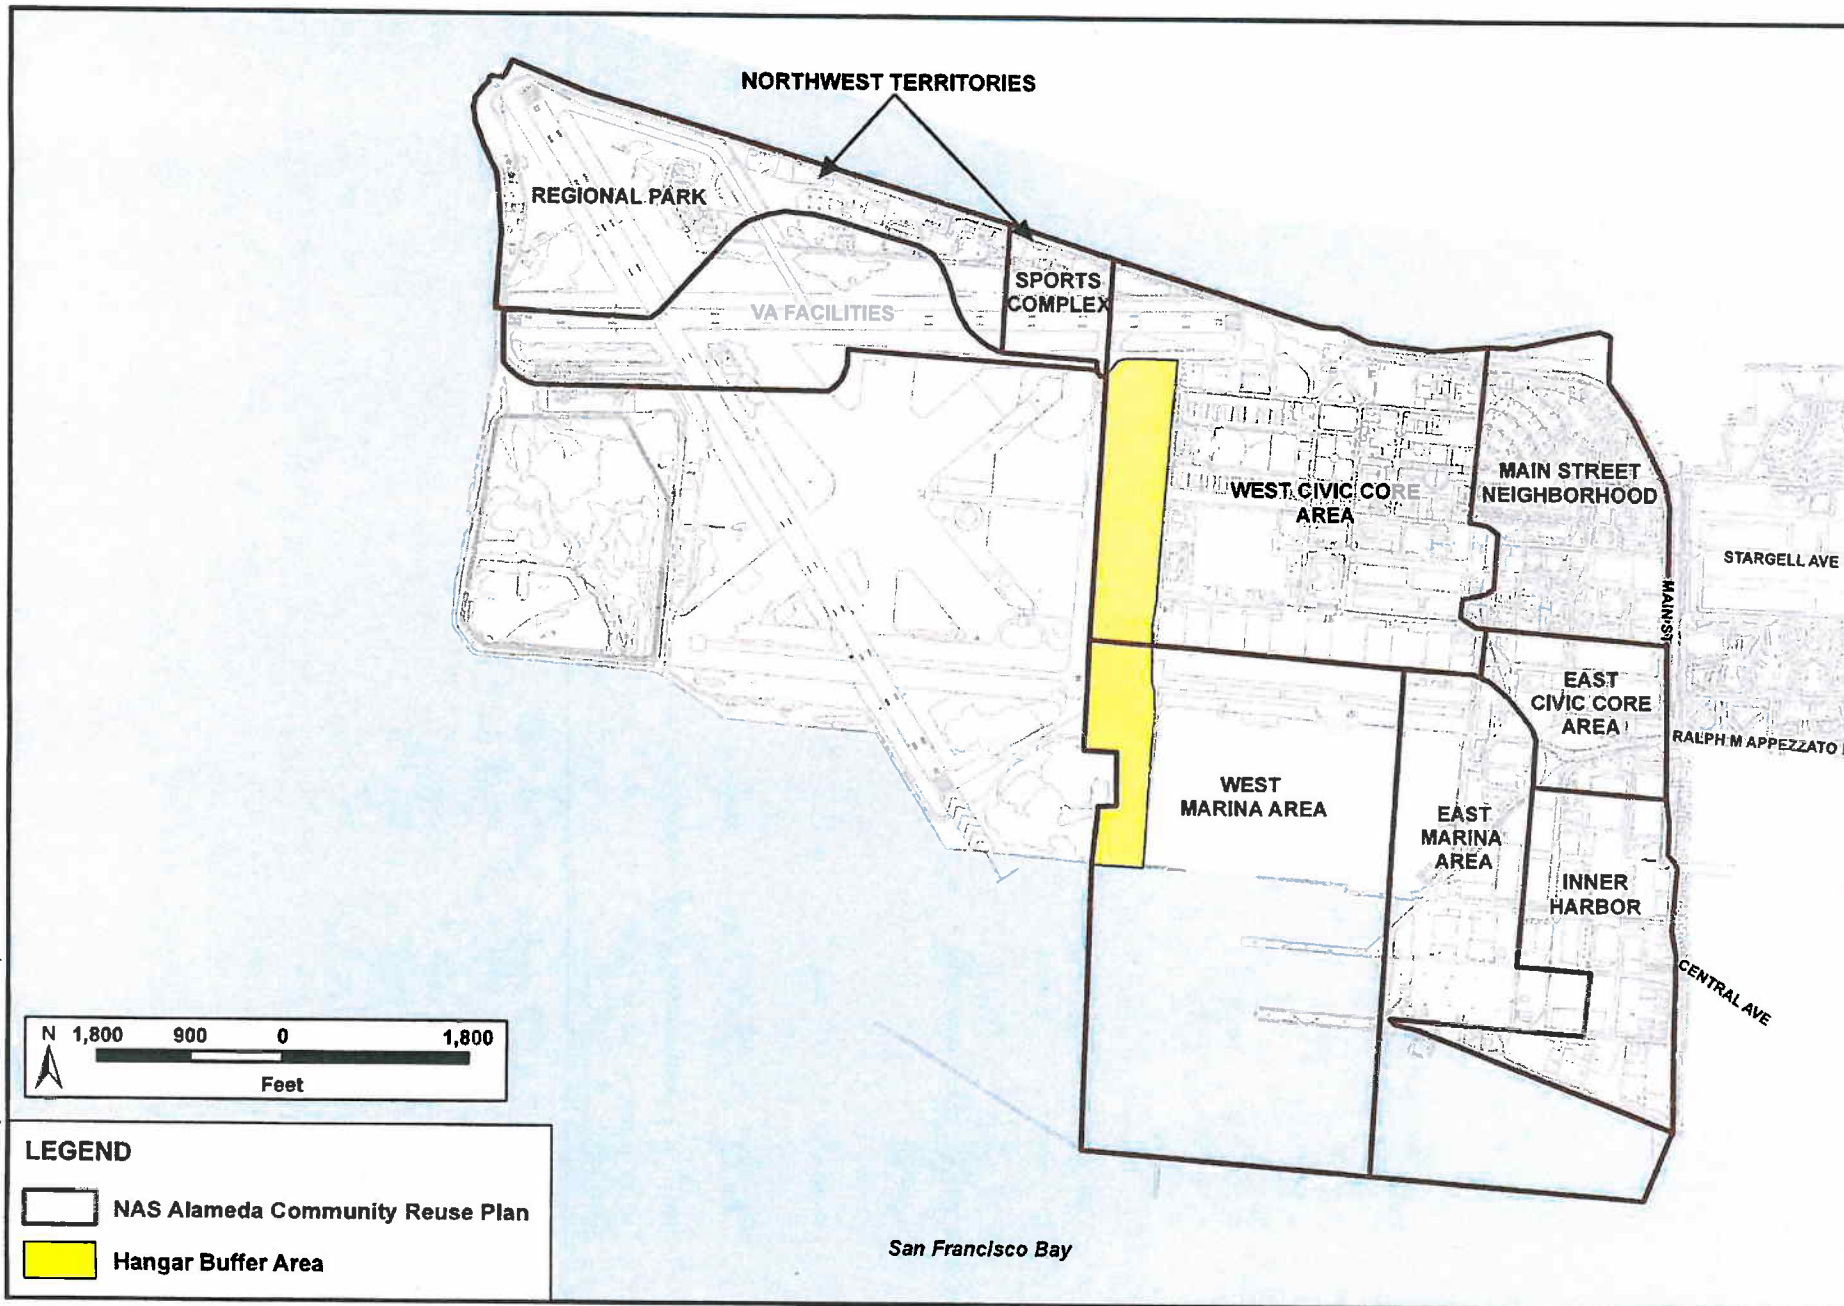 NORTHWEST TERRITORIES
REGIONAL PARK
SPORTS
COMPLEX
VA FACILITIES
WEST CIVIC CORE
AREA
MAIN STREET
NEIGHBORHOOD
STARGELL AVE
MAIN ST
EAST
CIVIC CORE
AREA
RALPH M APPEZZATO
WEST
MARINA AREA
EAST
MARINA
AREA
INNER
HARBOR
CENTRAL AVE
N 1,800 900 0 1,800
Feet
LEGEND
NAS Alameda Community Reuse Plan
Hangar Buffer Area
San Francisco Bay